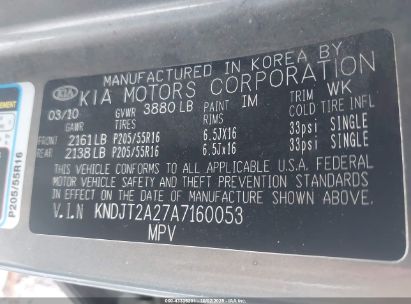 MANUFACTURED IN KOREA BY
KIA KIA MOTORS CORPORATION
03/10 GVWR 3880 LB PAINT IM TRIM WK
GAWR TIRES RIMS COLD TIRE INFL
FRONT 2161 LB P205/55R16 6.5JX16 33psi SINGLE
REAR 2138 LB P205/55R16 6.5JX16 33psi SINGLE
THIS VEHICLE CONFORMS TO ALL APPLICABLE U.S.A. FEDERAL
MOTOR VEHICLE SAFETY AND THEFT PREVENTION STANDARDS
IN EFFECT ON THE DATE OF MANUFACTURE SHOWN ABOVE.
V.I.N KNDJT2A27A7160053
MPV
P205/55R16